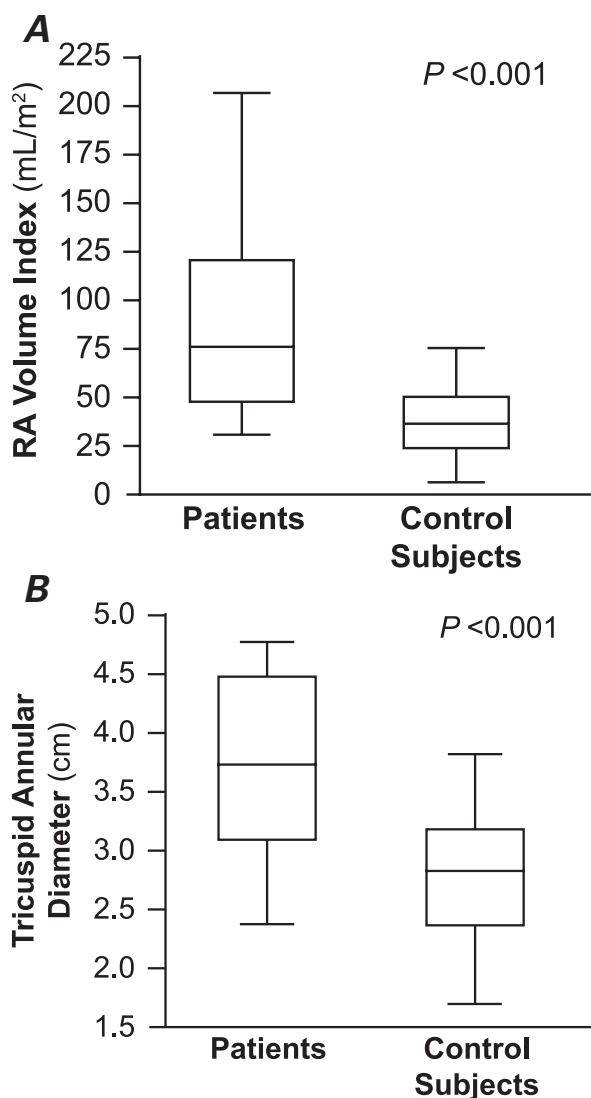 A
225
P <0.001
200
175
150
125
100
75
50
25
0
RA Volume Index (mL/m²)
Patients
Control
Subjects
B
5.0
P <0.001
4.5
4.0
3.5
3.0
2.5
2.0
1.5
Tricuspid Annular
Diameter (cm)
Patients
Control
Subjects